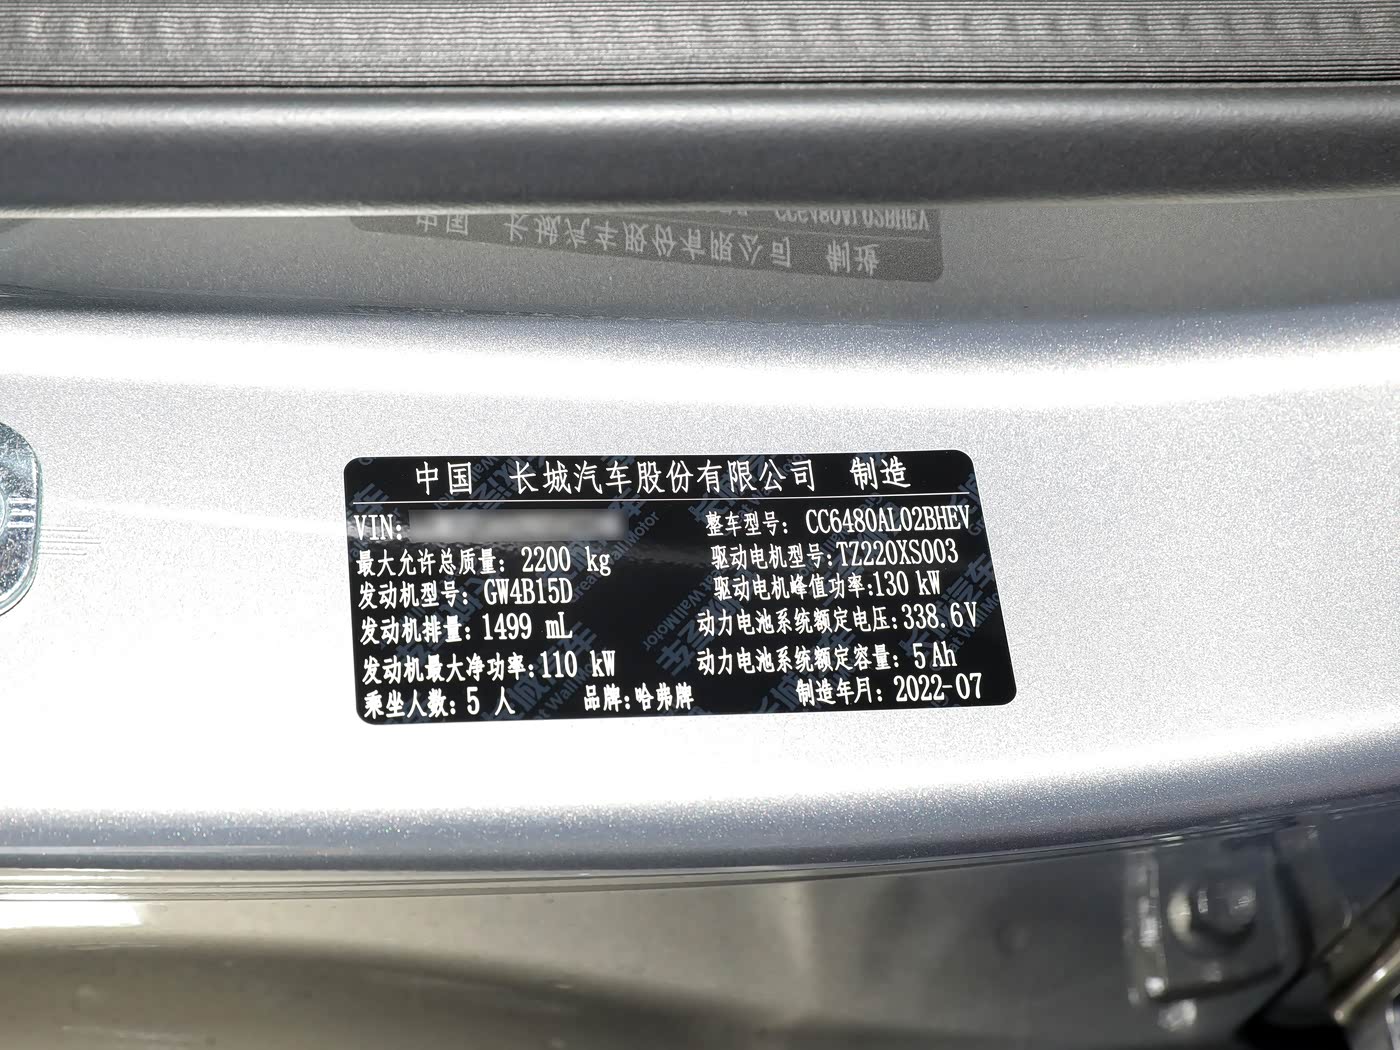 中国 长城汽车股份有限公司 制造
VIN:
整车型号: CC6480AL02BHEV
最大允许总质量: 2200 kg
驱动电机型号:TZ220XS003
发动机型号: GW4B15D
驱动电机峰值功率:130 kW
发动机排量: 1499 mL
动力电池系统额定电压:338.6V
发动机最大净功率:110 kW
动力电池系统额定容量: 5 Ah
乘坐人数: 5 人
品牌:哈弗牌
制造年月: 2022-07